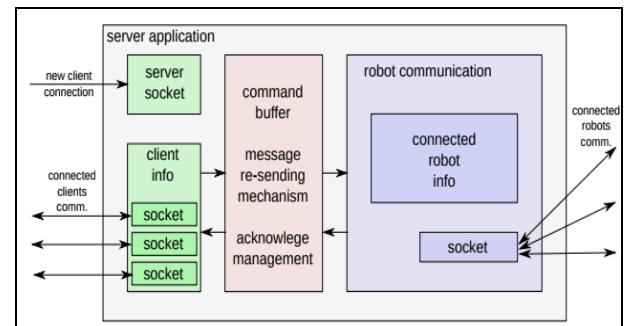 server application
new client
connection
server
socket
connected
clients
comm.
client
info
socket
socket
socket
command
buffer
message
re-sending
mechanism
acknowlege
management
robot communication
connected
robot
info
socket
connected
robots
comm.